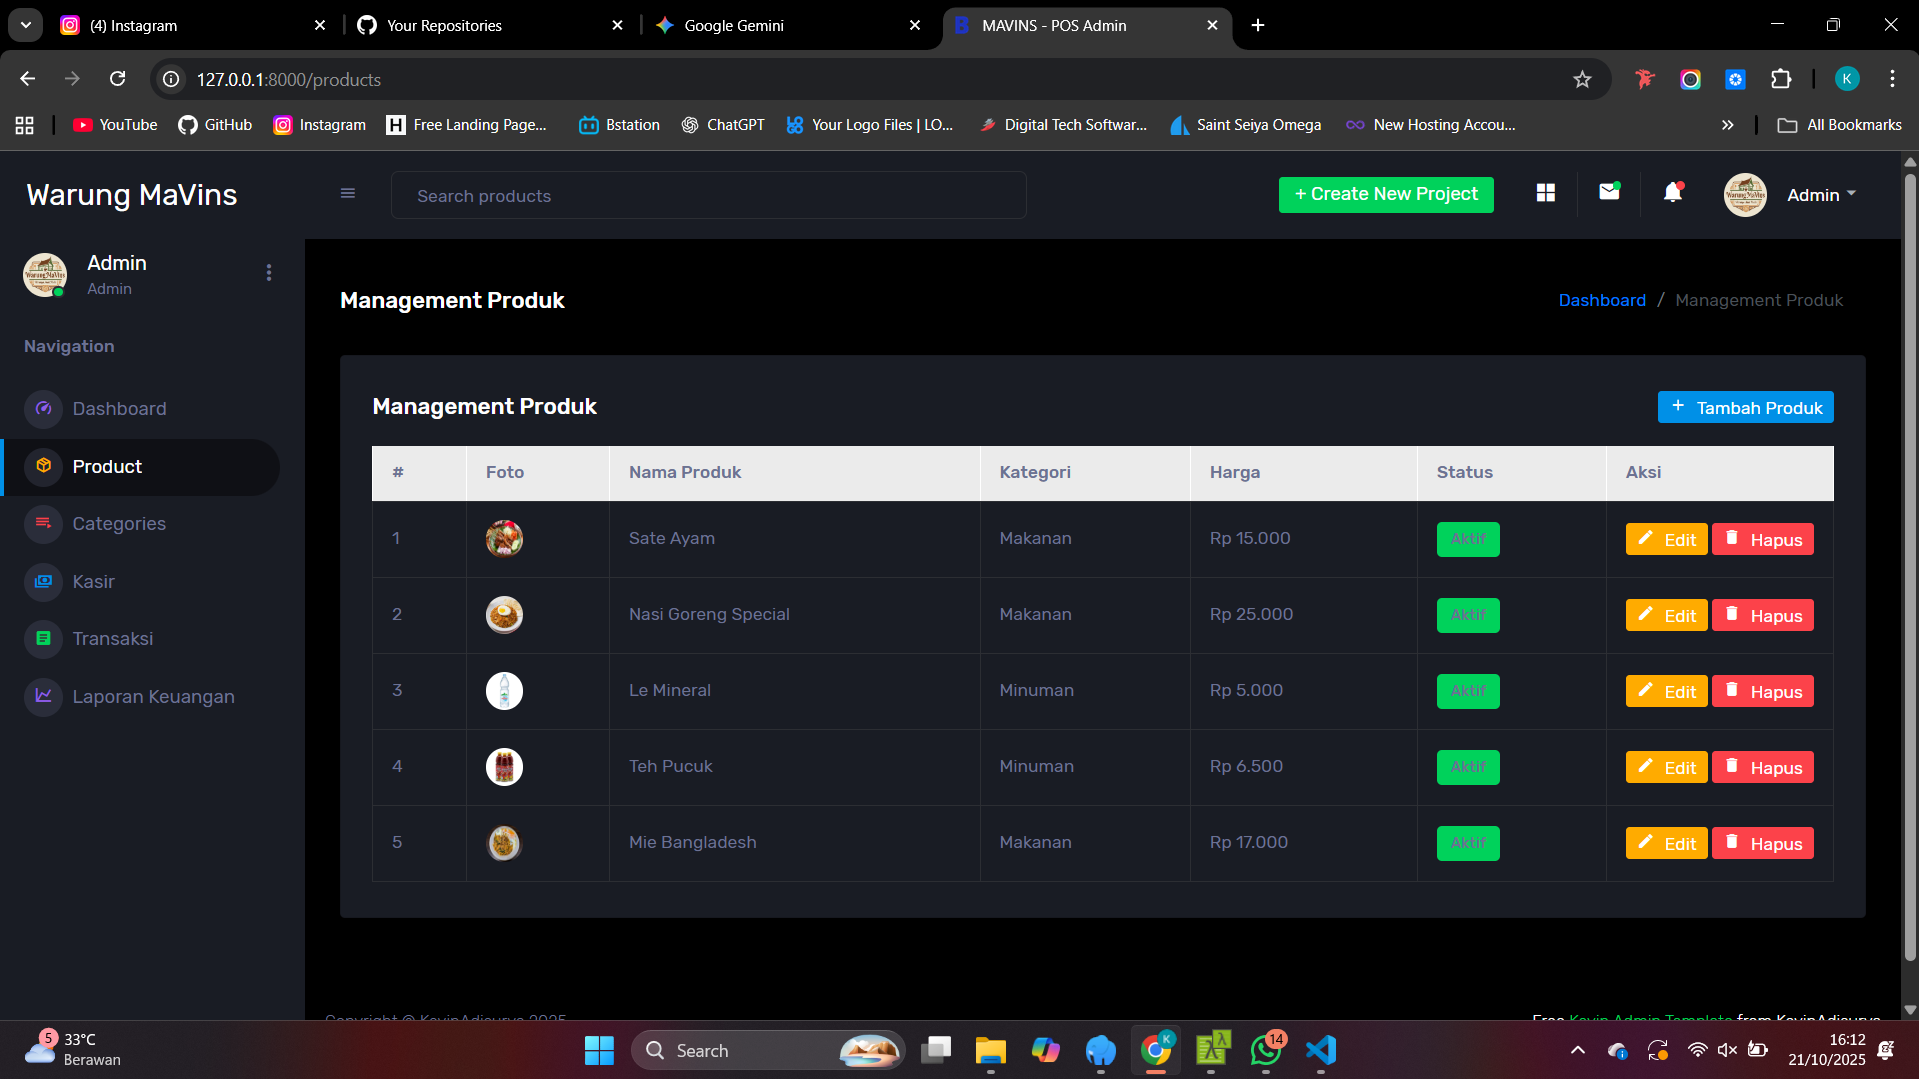 (4) Instagram
Your Repositories
Google Gemini
MAVINS - POS Admin
127.0.0.1:8000/products
K
YouTube
GitHub
Instagram
Free Landing Page...
Bstation
ChatGPT
Your Logo Files | LO...
Digital Tech Softwar...
Saint Seiya Omega
New Hosting Accou...
All Bookmarks
Warung MaVins
Search products
+ Create New Project
Admin
Admin
Admin
Management Produk
Dashboard / Management Produk
Navigation
Dashboard
Product
Categories
Kasir
Transaksi
Laporan Keuangan
Management Produk
+ Tambah Produk
# Foto Nama Produk Kategori Harga Status Aksi
1 Sate Ayam Makanan Rp 15.000 Aktif Edit Hapus
2 Nasi Goreng Special Makanan Rp 25.000 Aktif Edit Hapus
3 Le Mineral Minuman Rp 5.000 Aktif Edit Hapus
4 Teh Pucuk Minuman Rp 6.500 Aktif Edit Hapus
5 Mie Bangladesh Makanan Rp 17.000 Aktif Edit Hapus
Copyright © KevinAdisurya 2025
Free Kevin Admin Template from KevinAdisurya
5
33°C
Berawan
Search
K
14
16:12
21/10/2025